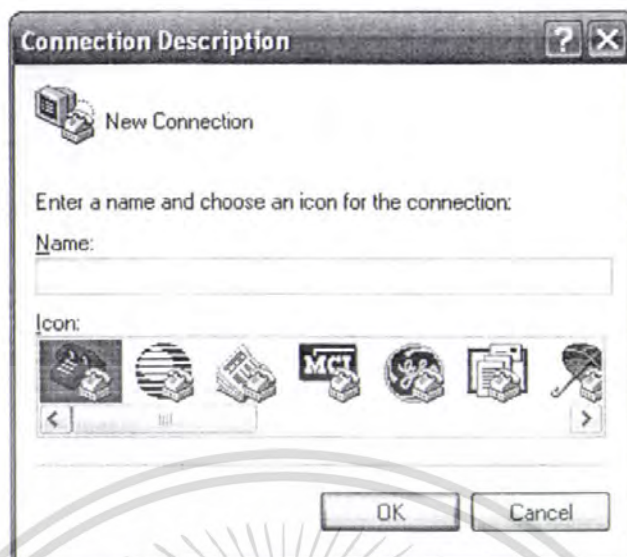 Connection Description
New Connection
Enter a name and choose an icon for the connection:
Name:
Icon:
MCI
OK Cancel